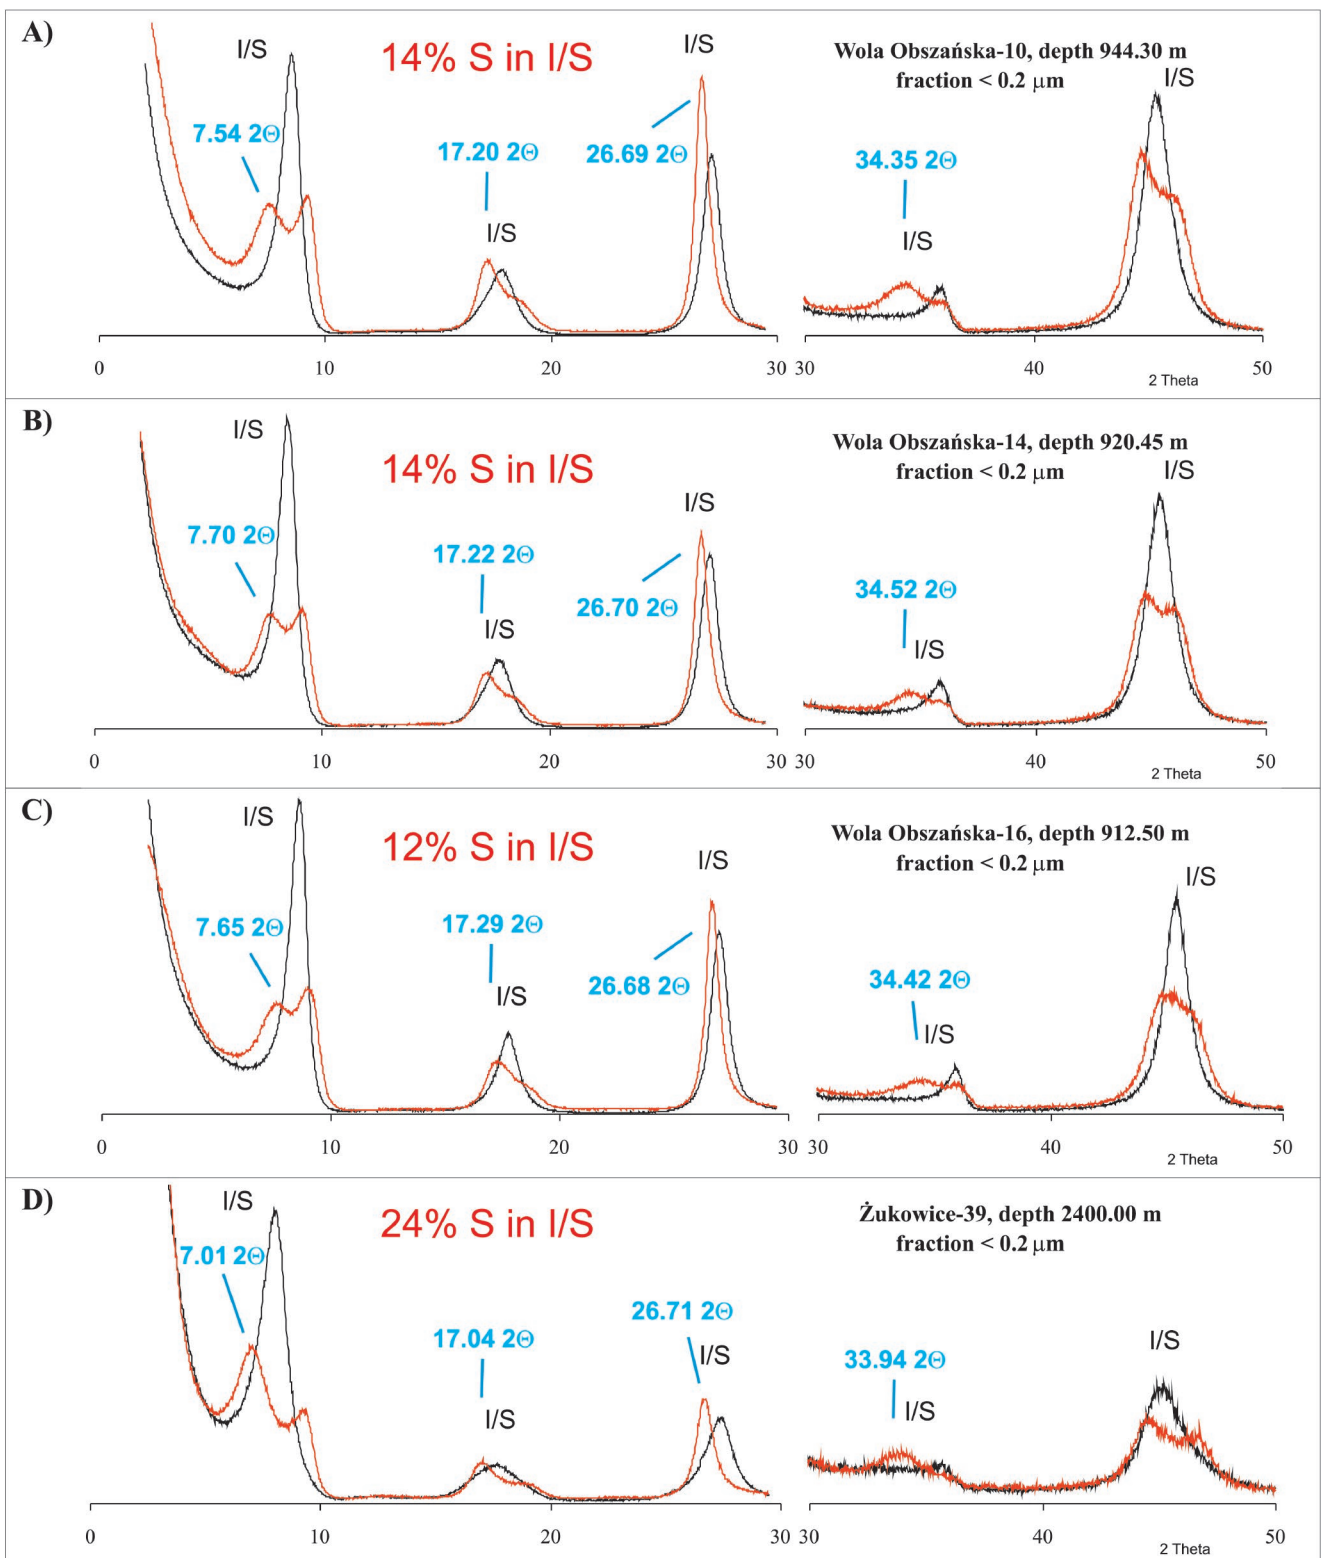 A)
I/S
14% S in I/S
I/S
Wola Obszańska-10, depth 944.30 m
fraction < 0.2 μm
I/S
7.54 2Θ
17.20 2Θ
26.69 2Θ
34.35 2Θ
I/S
I/S
0 10 20 30 30 40 50
2 Theta
B)
I/S
14% S in I/S
I/S
Wola Obszańska-14, depth 920.45 m
fraction < 0.2 μm
I/S
7.70 2Θ
17.22 2Θ
26.70 2Θ
34.52 2Θ
I/S
I/S
0 10 20 30 30 40 50
2 Theta
C)
I/S
12% S in I/S
I/S
Wola Obszańska-16, depth 912.50 m
fraction < 0.2 μm
I/S
7.65 2Θ
17.29 2Θ
26.68 2Θ
34.42 2Θ
I/S
I/S
0 10 20 30 30 40 50
2 Theta
D)
I/S
24% S in I/S
Żukowice-39, depth 2400.00 m
fraction < 0.2 μm
7.01 2Θ
17.04 2Θ
26.71 2Θ
I/S
33.94 2Θ
I/S
I/S
I/S
0 10 20 30 30 40 50
2 Theta